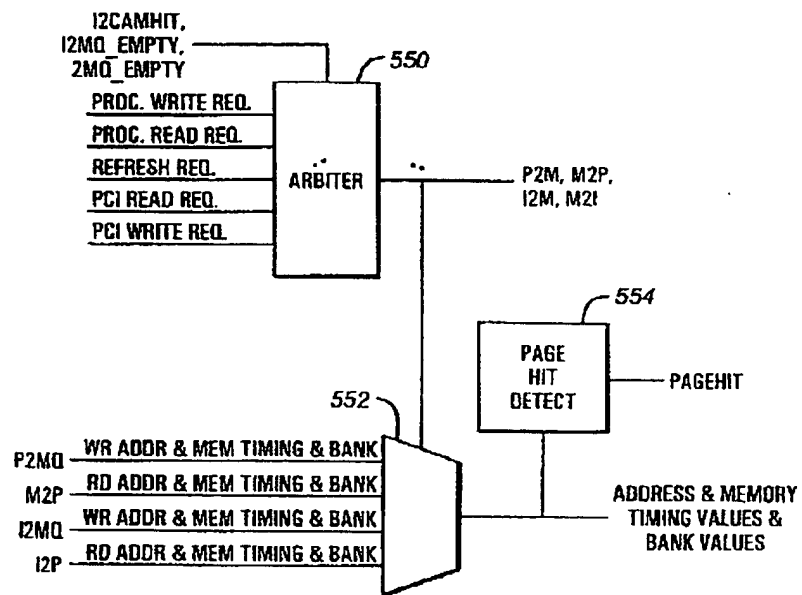 I2CAMHIT,
I2MQ_EMPTY,
2MQ_EMPTY
550
PROC. WRITE REQ.
PROC. READ REQ.
REFRESH REQ.
PCI READ REQ.
PCI WRITE REQ.
ARBITER
P2M, M2P,
I2M, M2I
554
PAGE
HIT
DETECT
PAGEHIT
552
P2MQ WR ADDR & MEM TIMING & BANK
M2P RD ADDR & MEM TIMING & BANK
I2MQ WR ADDR & MEM TIMING & BANK
I2P RD ADDR & MEM TIMING & BANK
ADDRESS & MEMORY
TIMING VALUES &
BANK VALUES